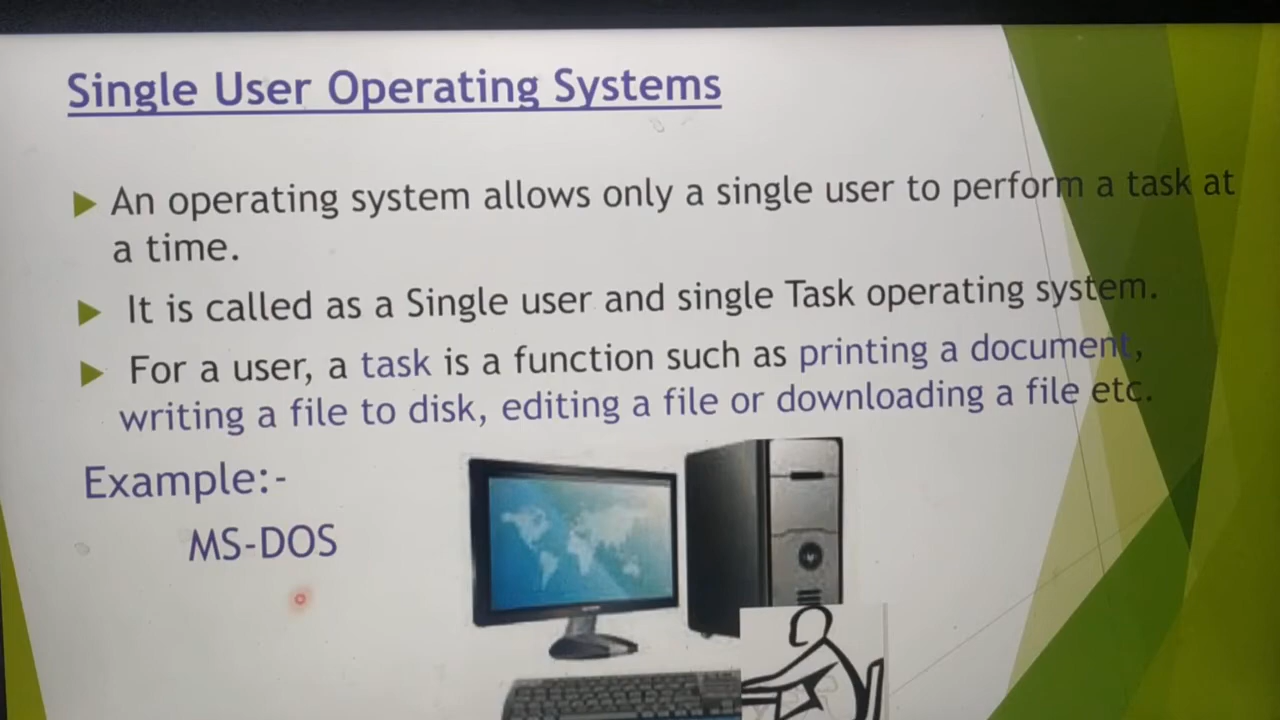 Single User Operating Systems
An operating system allows only a single user to perform a task at
a time.
It is called as a Single user and single Task operating system.
For a user, a task is a function such as printing a document,
writing a file to disk, editing a file or downloading a file etc.
Example:-
MS-DOS